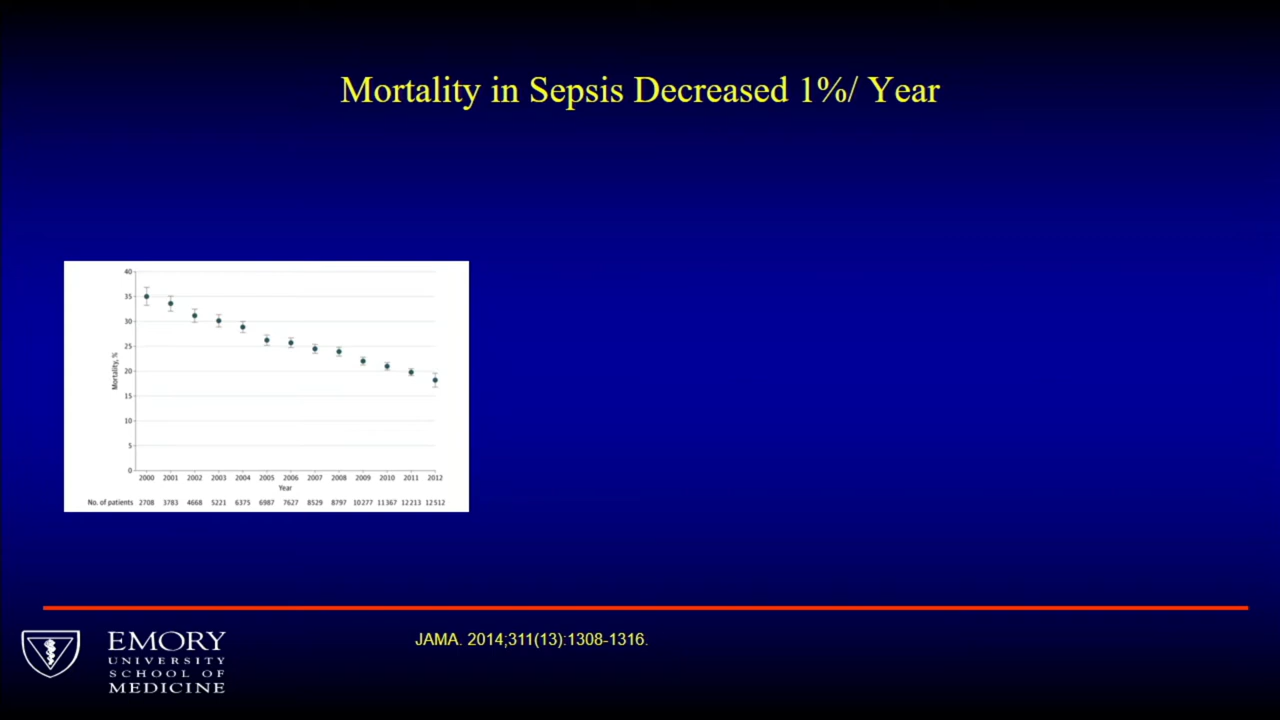 Mortality in Sepsis Decreased 1%/ Year
40
35
30
25
20
15
10
5
0
Mortality, %
2000 2001 2002 2003 2004 2005 2006 2007 2008 2009 2010 2011 2012
Year
No. of patients 2708 3783 4668 5221 6375 6987 7627 8529 8797 10277 11367 12213 12512
JAMA. 2014;311(13):1308-1316.
EMORY
UNIVERSITY
SCHOOL OF
MEDICINE